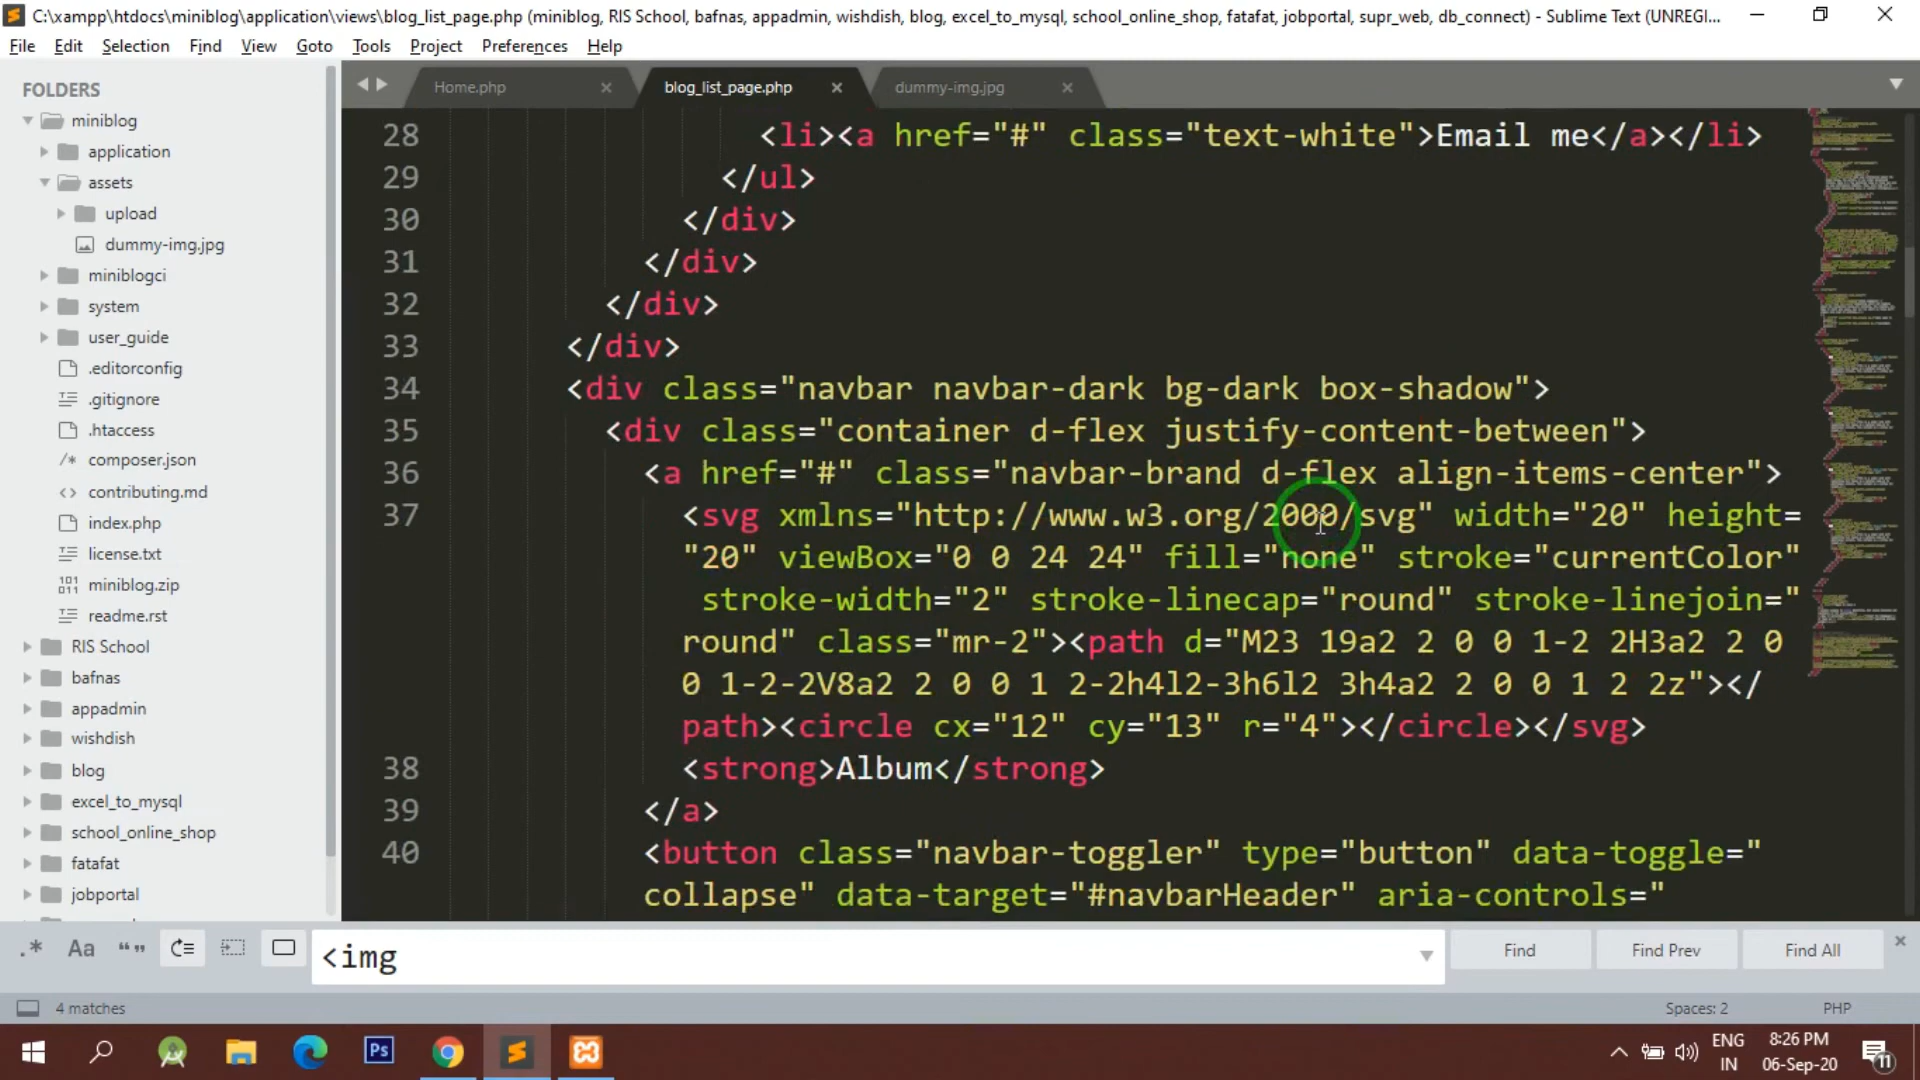 C:\xampp\htdocs\miniblog\application\views\blog_list_page.php (miniblog, RIS School, bafnas, appadmin, wishdish, blog, excel_to_mysql, school_online_shop, fatafat, jobportal, supr_web, db_connect) - Sublime Text (UNREGI...
File Edit Selection Find View Goto Tools Project Preferences Help
FOLDERS
miniblog
application
assets
upload
dummy-img.jpg
miniblogci
system
user_guide
.editorconfig
.gitignore
.htaccess
composer.json
contributing.md
index.php
license.txt
miniblog.zip
readme.rst
RIS School
bafnas
appadmin
wishdish
blog
excel_to_mysql
school_online_shop
fatafat
jobportal
Home.php
blog_list_page.php
dummy-img.jpg
28 <li><a href="#" class="text-white">Email me</a></li>
29 </ul>
30 </div>
31 </div>
32 </div>
33 </div>
34 <div class="navbar navbar-dark bg-dark box-shadow">
35 <div class="container d-flex justify-content-between">
36 <a href="#" class="navbar-brand d-flex align-items-center">
37 <svg xmlns="http://www.w3.org/2000/svg" width="20" height=
"20" viewBox="0 0 24 24" fill="none" stroke="currentColor"
stroke-width="2" stroke-linecap="round" stroke-linejoin="
round" class="mr-2"><path d="M23 19a2 2 0 0 1-2 2H3a2 2 0
0 1-2-2V8a2 2 0 0 1 2-2h4l2-3h6l2 3h4a2 2 0 0 1 2 2z"></
path><circle cx="12" cy="13" r="4"></circle></svg>
38 <strong>Album</strong>
39 </a>
40 <button class="navbar-toggler" type="button" data-toggle="
collapse" data-target="#navbarHeader" aria-controls="
.* Aa “” <img Find Find Prev Find All
4 matches Spaces: 2 PHP
Ps
ENG
IN
8:26 PM
06-Sep-20
11